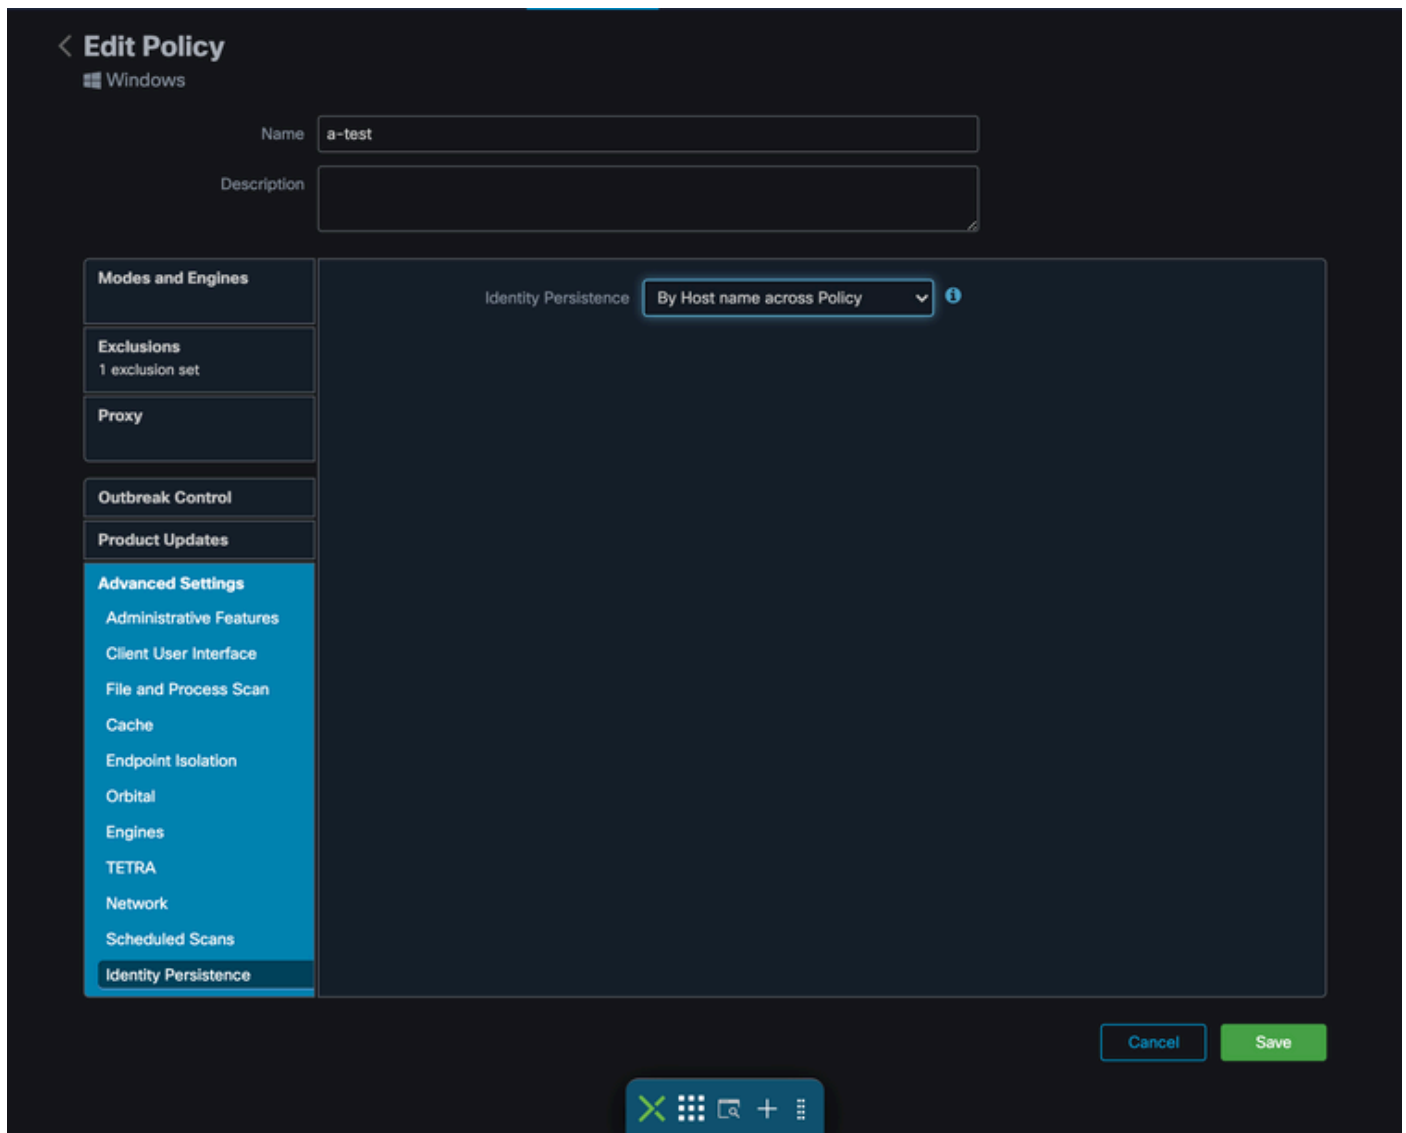 Edit Policy
Windows
Name
a-test
Description
Modes and Engines
Exclusions
1 exclusion set
Proxy
Outbreak Control
Product Updates
Advanced Settings
Administrative Features
Client User Interface
File and Process Scan
Cache
Endpoint Isolation
Orbital
Engines
TETRA
Network
Scheduled Scans
Identity Persistence
Identity Persistence
By Host name across Policy
Cancel
Save